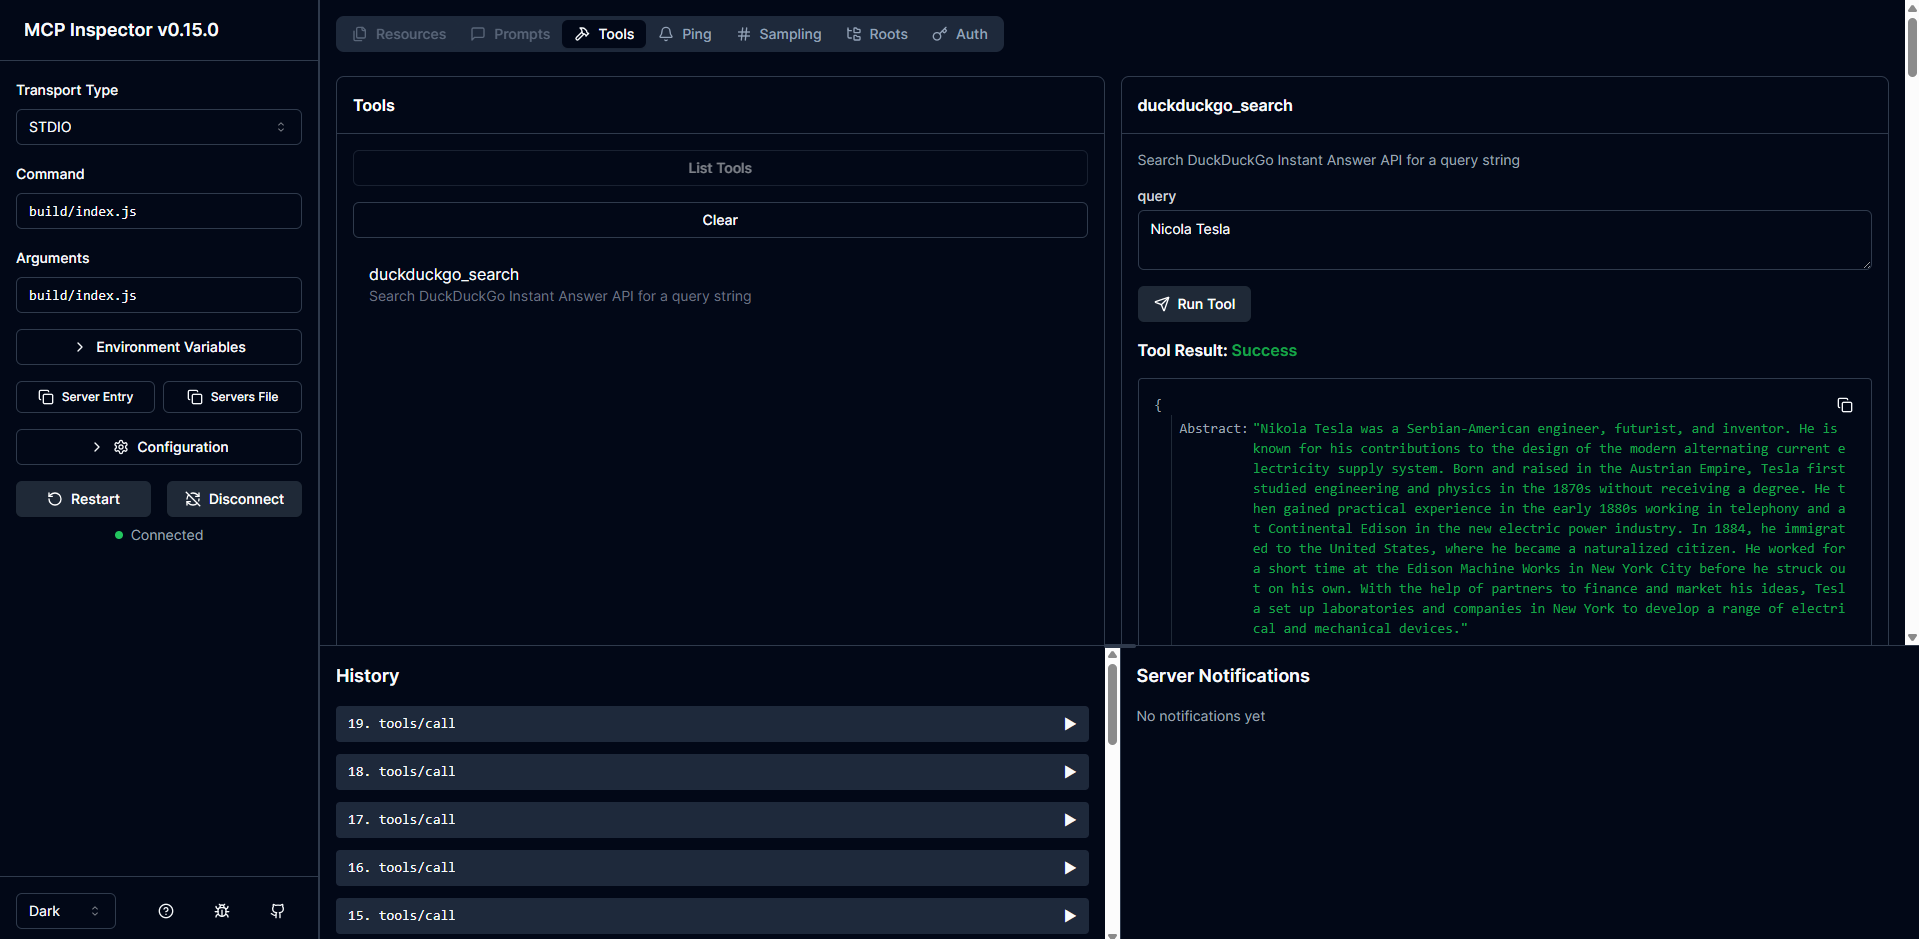 MCP Inspector v0.15.0
Transport Type
STDIO
Command
build/index.js
Arguments
build/index.js
Environment Variables
Server Entry
Servers File
Configuration
Restart
Disconnect
Connected
Dark
Resources
Prompts
Tools
Ping
Sampling
Roots
Auth
Tools
List Tools
Clear
duckduckgo_search
Search DuckDuckGo Instant Answer API for a query string
duckduckgo_search
Search DuckDuckGo Instant Answer API for a query string
query
Nicola Tesla
Run Tool
Tool Result: Success
{
Abstract: "Nikola Tesla was a Serbian-American engineer, futurist, and inventor. He is
known for his contributions to the design of the modern alternating current e
lectricity supply system. Born and raised in the Austrian Empire, Tesla first
studied engineering and physics in the 1870s without receiving a degree. He t
hen gained practical experience in the early 1880s working in telephony and a
t Continental Edison in the new electric power industry. In 1884, he immigrat
ed to the United States, where he became a naturalized citizen. He worked for
a short time at the Edison Machine Works in New York City before he struck ou
t on his own. With the help of partners to finance and market his ideas, Tesl
a set up laboratories and companies in New York to develop a range of electri
cal and mechanical devices."
History
19. tools/call
18. tools/call
17. tools/call
16. tools/call
15. tools/call
Server Notifications
No notifications yet